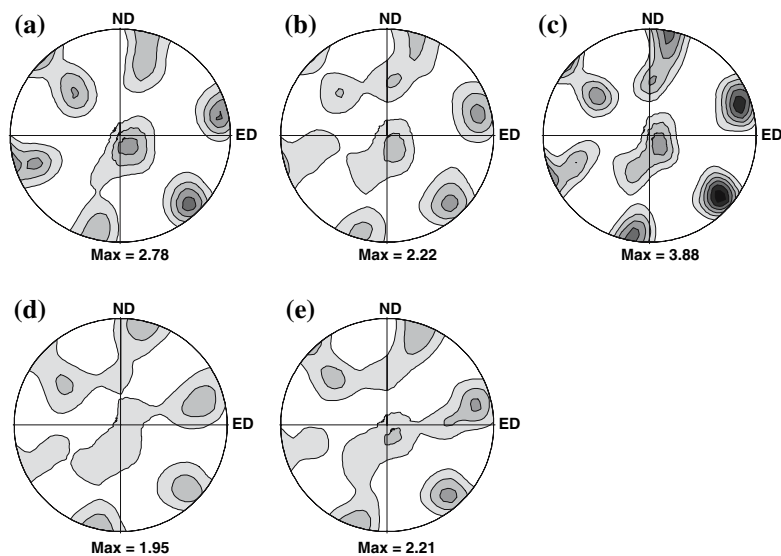 (a) ND (b) ND (c) ND
ED ED ED
Max = 2.78 Max = 2.22 Max = 3.88
(d) ND (e) ND
ED ED
Max = 1.95 Max = 2.21